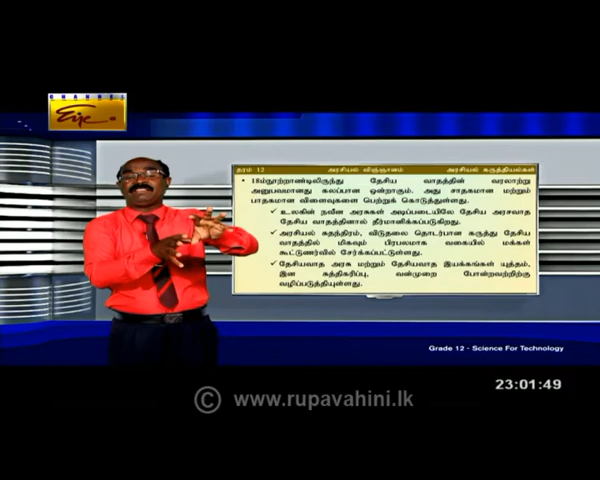 CHANNEL
Eye
தரம் 12 அரசியல் விஞ்ஞானம் அரசியல் கருத்தியல்கள்
• 18ம்நூற்றாண்டிலிருந்து தேசிய வாதத்தின் வரலாற்று
அனுபவமானது கலப்பான ஒன்றாகும். அது சாதகமான மற்றும்
பாதகமான விளைவுகளை பெற்றுக் கொடுத்துள்ளது.
✓ உலகின் நவீன அரசுகள் அடிப்படையிலே தேசிய அரசவாத
தேசிய வாதத்தினால் தீர்மானிக்கப்படுகிறது.
✓ அரசியல் சுதந்திரம், விடுதலை தொடர்பான கருத்து தேசிய
வாதத்தில் மிகவும் பிரபலமாக வகையில் மக்கள்
கூட்டுணர்வில் சேர்க்கப்பட்டுள்ளது.
✓ தேசியவாத அரசு மற்றும் தேசியவாத இயக்கங்கள் யுத்தம்,
இன சுத்திகரிப்பு, வன்முறை போன்றவற்றிற்கு
வழிப்படுத்தியுள்ளது.
Grade 12 - Science For Technology
23:01:49
© www.rupavahini.lk